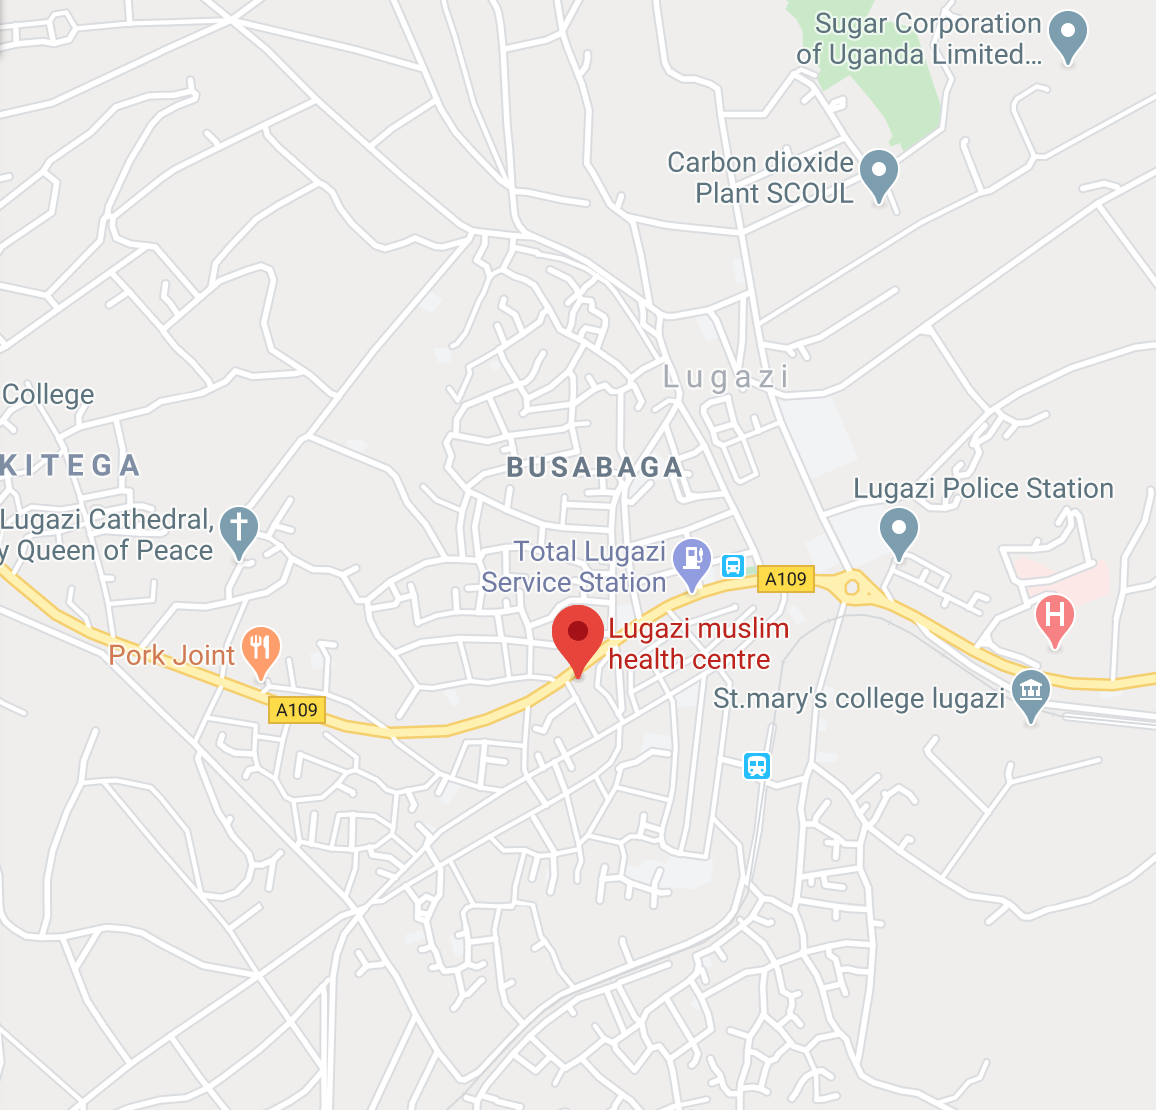 Sugar Corporation
of Uganda Limited...
Carbon dioxide
Plant SCOUL
Lugazi
College
KITEGA
BUSABAGA
Lugazi Police Station
Lugazi Cathedral,
y Queen of Peace
Total Lugazi
Service Station
A109
H
Lugazi muslim
health centre
Pork Joint
A109
St.mary's college lugazi